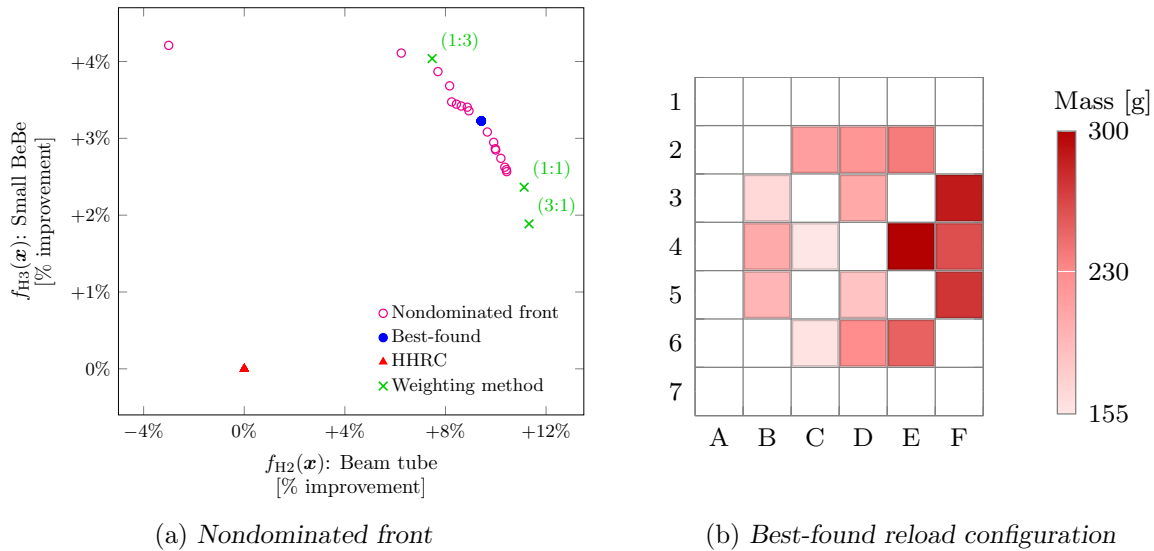 +4%
+3%
+2%
+1%
0%
−4%
0%
+4%
+8%
+12%
f_H3(x): Small BeBe
[% improvement]
f_H2(x): Beam tube
[% improvement]
(1:3)
(1:1)
(3:1)
Nondominated front
Best-found
HHRC
Weighting method
(a) Nondominated front
1
2
3
4
5
6
7
A B C D E F
Mass [g]
300
230
155
(b) Best-found reload configuration